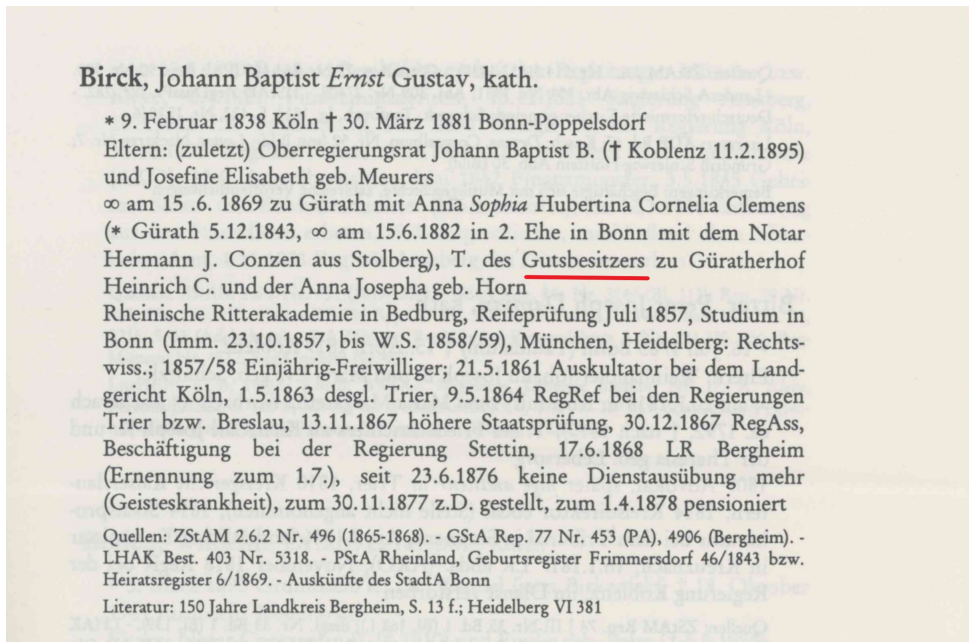 Birck, Johann Baptist Ernst Gustav, kath.
* 9. Februar 1838 Köln † 30. März 1881 Bonn-Poppelsdorf
Eltern: (zuletzt) Oberregierungsrat Johann Baptist B. († Koblenz 11.2.1895)
und Josefine Elisabeth geb. Meurers
∞ am 15 .6. 1869 zu Gürath mit Anna Sophia Hubertina Cornelia Clemens
(* Gürath 5.12.1843, ∞ am 15.6.1882 in 2. Ehe in Bonn mit dem Notar
Hermann J. Conzen aus Stolberg), T. des Gutsbesitzers zu Güratherhof
Heinrich C. und der Anna Josepha geb. Horn
Rheinische Ritterakademie in Bedburg, Reifeprüfung Juli 1857, Studium in
Bonn (Imm. 23.10.1857, bis W.S. 1858/59), München, Heidelberg: Rechts-
wiss.; 1857/58 Einjährig-Freiwilliger; 21.5.1861 Auskultator bei dem Land-
gericht Köln, 1.5.1863 desgl. Trier, 9.5.1864 RegRef bei den Regierungen
Trier bzw. Breslau, 13.11.1867 höhere Staatsprüfung, 30.12.1867 RegAss,
Beschäftigung bei der Regierung Stettin, 17.6.1868 LR Bergheim
(Ernennung zum 1.7.), seit 23.6.1876 keine Dienstausübung mehr
(Geisteskrankheit), zum 30.11.1877 z.D. gestellt, zum 1.4.1878 pensioniert
Quellen: ZStAM 2.2.6 Nr. 496 (1865-1868). - GStA Rep. 77 Nr. 453 (PA), 4906 (Bergheim). -
LHAK Best. 403 Nr. 5318. - PStA Rheinland, Geburtsregister Frimmersdorf 46/1843 bzw.
Heiratsregister 6/1869. - Auskünfte des StadtA Bonn
Literatur: 150 Jahre Landkreis Bergheim, S. 13 f.; Heidelberg VI 381